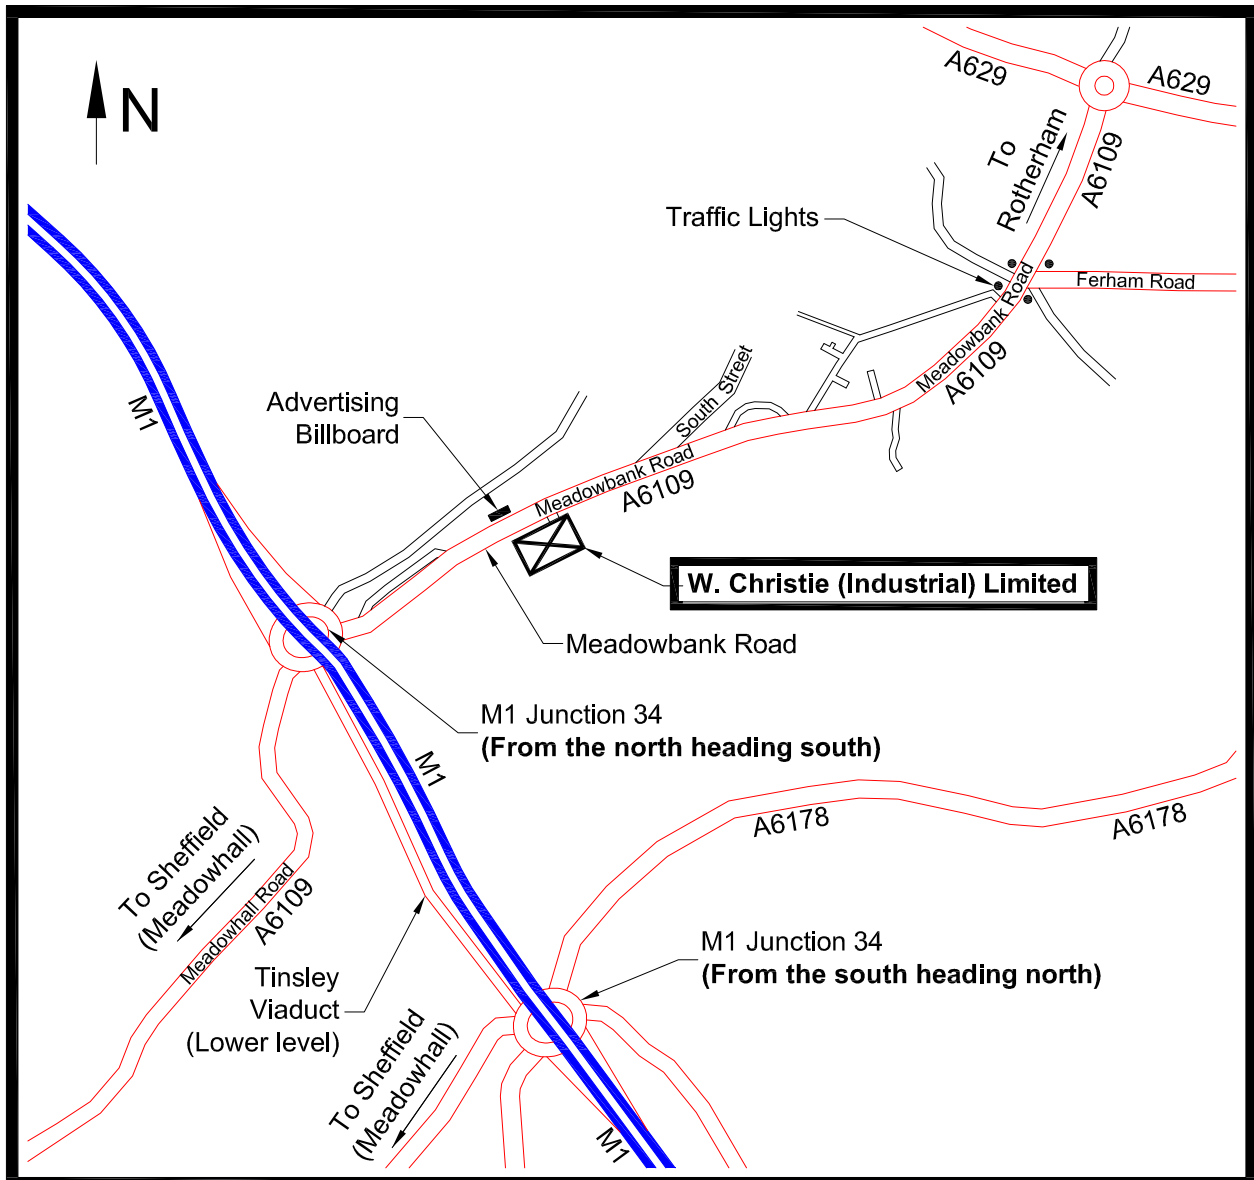 N
A629
A629
To
Rotherham
A6109
Traffic Lights
Ferham Road
Meadowbank Road
A6109
South Street
M1
Advertising
Billboard
Meadowbank Road
A6109
W. Christie (Industrial) Limited
Meadowbank Road
M1 Junction 34
(From the north heading south)
M1
A6178
A6178
To Sheffield
(Meadowhall)
Meadowhall Road
A6109
M1 Junction 34
(From the south heading north)
Tinsley
Viaduct
(Lower level)
To Sheffield
(Meadowhall)
M1